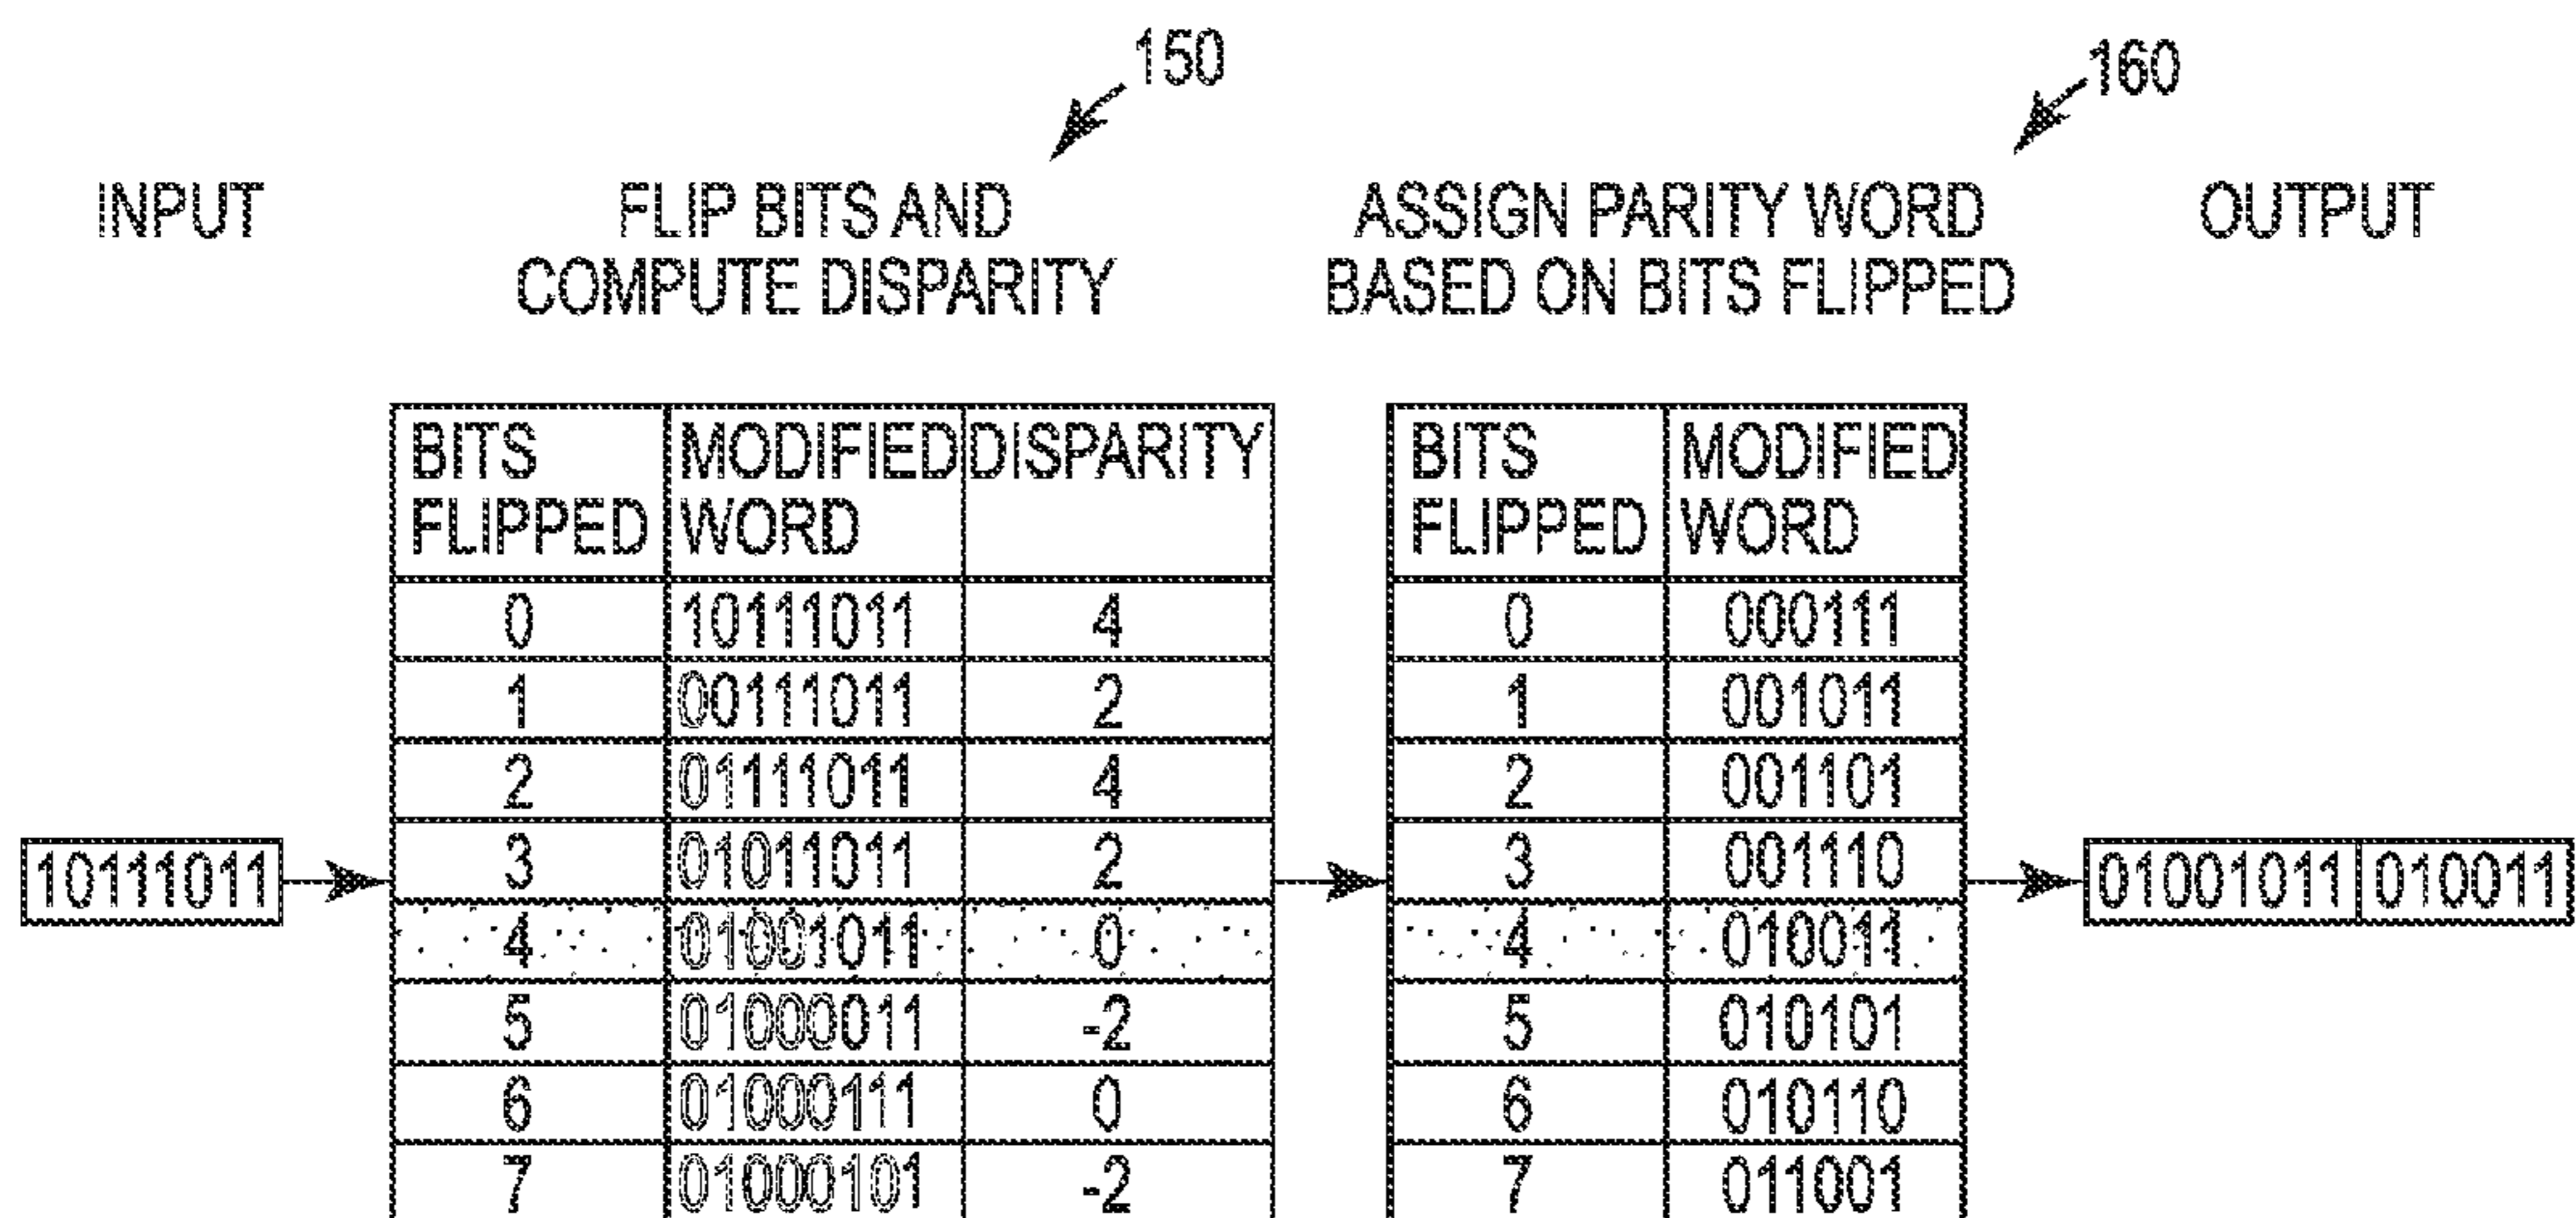 150
160
INPUT
FLIP BITS AND
COMPUTE DISPARITY
ASSIGN PARITY WORD
BASED ON BITS FLIPPED
OUTPUT
BITS FLIPPED MODIFIED WORD DISPARITY
0 10111011 4
1 00111011 2
2 01111011 4
3 01011011 2
4 01001011 0
5 01000011 -2
6 01000111 0
7 01000101 -2
10111011
BITS FLIPPED MODIFIED WORD
0 000111
1 001011
2 001101
3 001110
4 010011
5 010101
6 010110
7 011001
01001011 010011